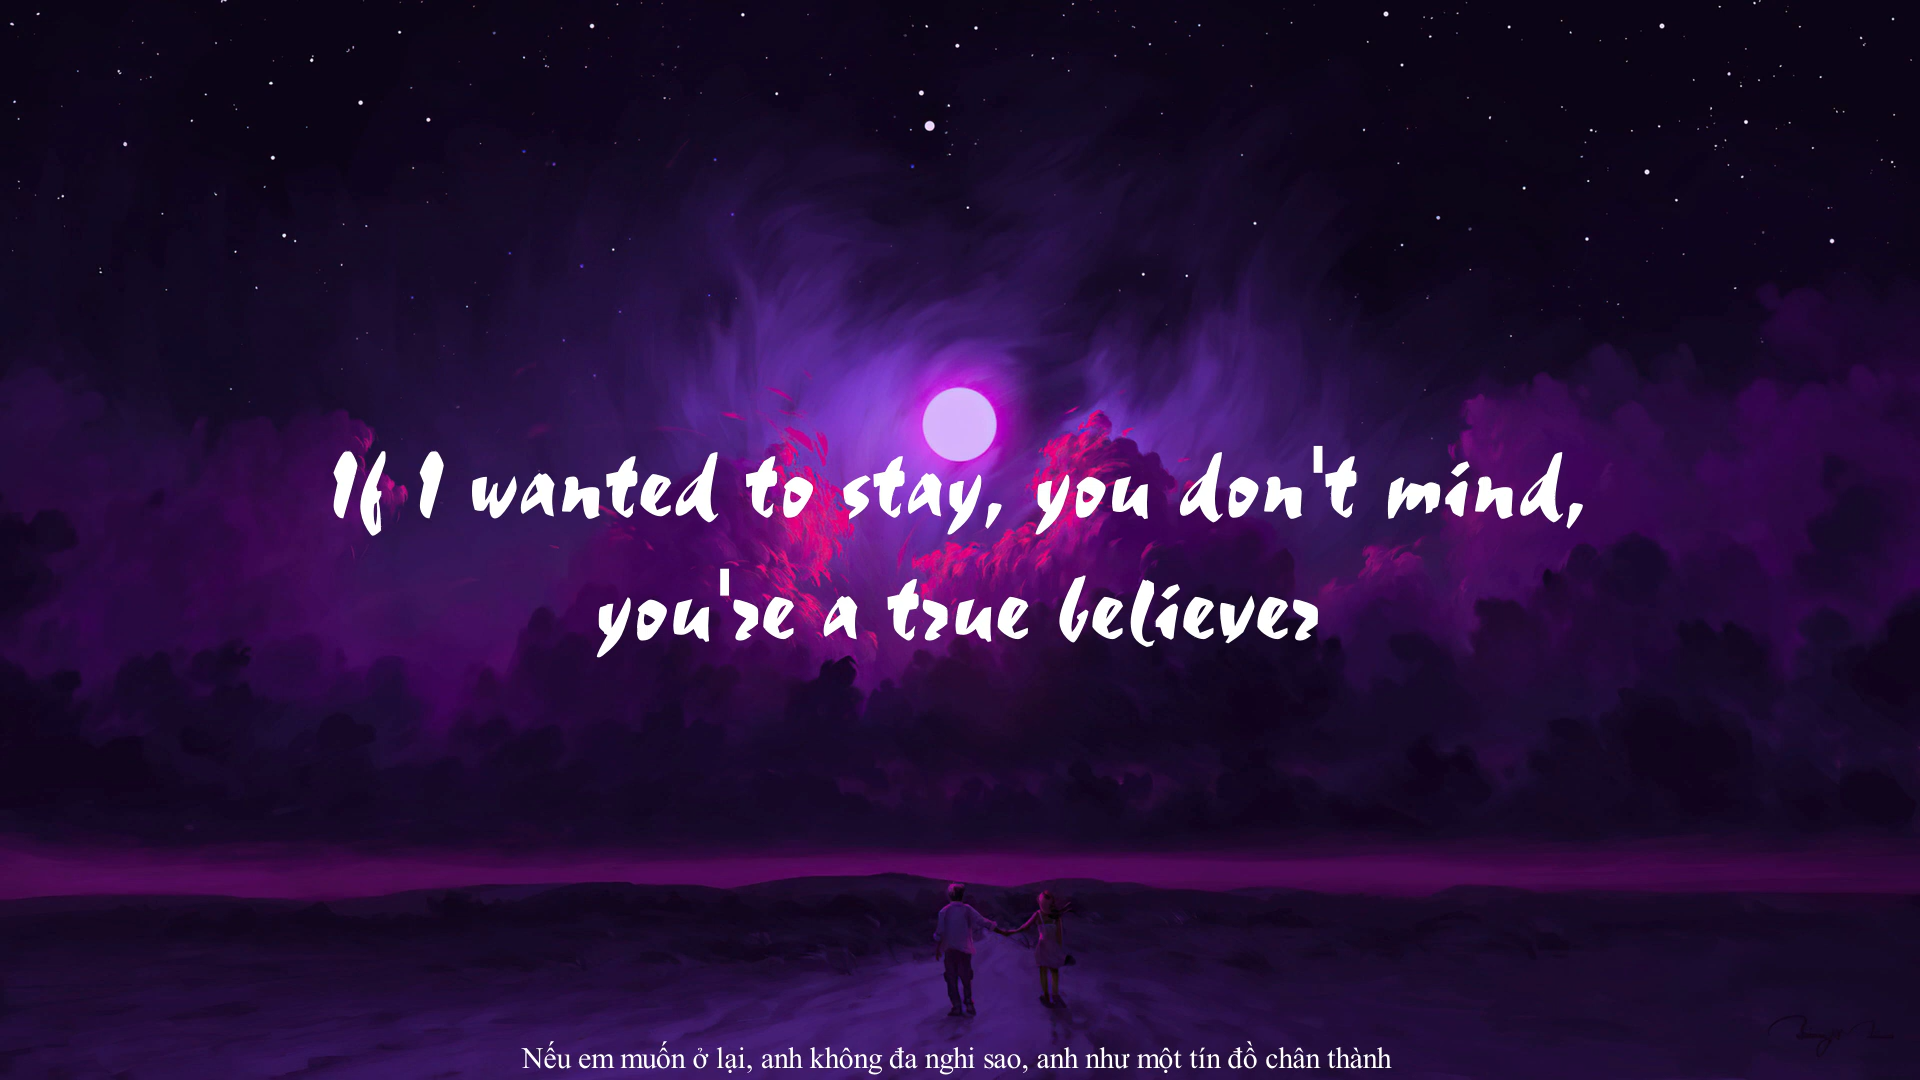 If I wanted to stay, you don't mind,
you're a true believer
Nếu em muốn ở lại, anh không đa nghi sao, anh như một tín đồ chân thành